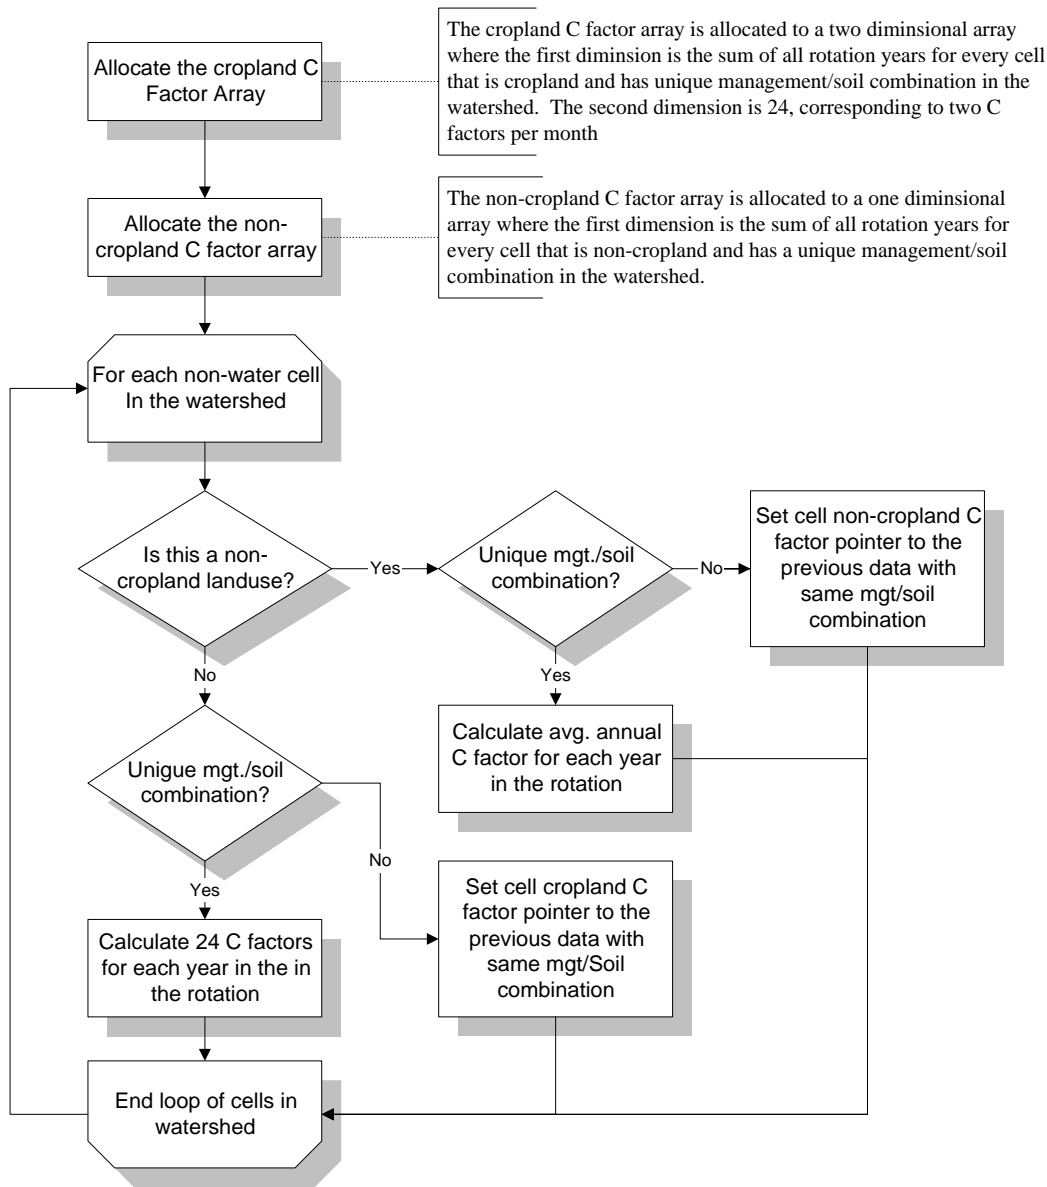 Allocate the cropland C
Factor Array
The cropland C factor array is allocated to a two diminsional array
where the first diminsion is the sum of all rotation years for every cell
that is cropland and has unique management/soil combination in the
watershed.  The second dimension is 24, corresponding to two C
factors per month
Allocate the non-
cropland C factor array
The non-cropland C factor array is allocated to a one diminsional
array where the first dimension is the sum of all rotation years for
every cell that is non-cropland and has a unique management/soil
combination in the watershed.
For each non-water cell
In the watershed
Is this a non-
cropland landuse?
Yes
Unique mgt./soil
combination?
No
Set cell non-cropland C
factor pointer to the
previous data with
same mgt/soil
combination
No
Yes
Calculate avg. annual
C factor for each year
in the rotation
Unigue mgt./soil
combination?
No
Yes
Set cell cropland C
factor pointer to the
previous data with
same mgt/Soil
combination
Calculate 24 C factors
for each year in the in
the rotation
End loop of cells in
watershed